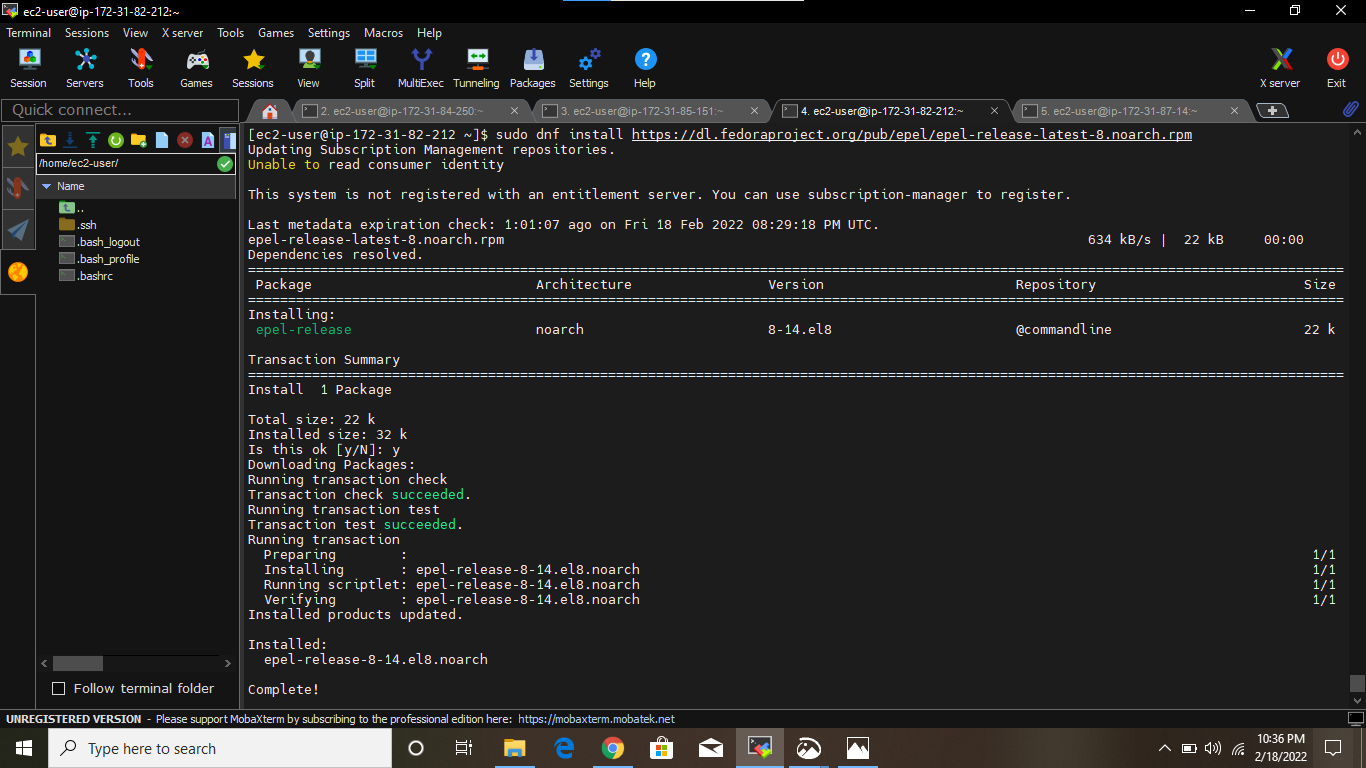 ec2-user@ip-172-31-82-212:~
Terminal Sessions View X server Tools Games Settings Macros Help
Session Servers Tools Games Sessions View Split MultiExec Tunneling Packages Settings Help X server Exit
Quick connect...
2. ec2-user@ip-172-31-84-250:~
3. ec2-user@ip-172-31-85-151:~
4. ec2-user@ip-172-31-82-212:~
5. ec2-user@ip-172-31-87-14:~
/home/ec2-user/
Name
..
.ssh
.bash_logout
.bash_profile
.bashrc
Follow terminal folder
[ec2-user@ip-172-31-82-212 ~]$ sudo dnf install https://dl.fedoraproject.org/pub/epel/epel-release-latest-8.noarch.rpm
Updating Subscription Management repositories.
Unable to read consumer identity
This system is not registered with an entitlement server. You can use subscription-manager to register.
Last metadata expiration check: 1:01:07 ago on Fri 18 Feb 2022 08:29:18 PM UTC.
epel-release-latest-8.noarch.rpm 634 kB/s | 22 kB 00:00
Dependencies resolved.
================================================================================
Package Architecture Version Repository Size
================================================================================
Installing:
epel-release noarch 8-14.el8 @commandline 22 k
Transaction Summary
================================================================================
Install 1 Package
Total size: 22 k
Installed size: 32 k
Is this ok [y/N]: y
Downloading Packages:
Running transaction check
Transaction check succeeded.
Running transaction test
Transaction test succeeded.
Running transaction
Preparing : 1/1
Installing : epel-release-8-14.el8.noarch 1/1
Running scriptlet: epel-release-8-14.el8.noarch 1/1
Verifying : epel-release-8-14.el8.noarch 1/1
Installed products updated.
Installed:
epel-release-8-14.el8.noarch
Complete!
UNREGISTERED VERSION - Please support MobaXterm by subscribing to the professional edition here: https://mobaxterm.mobatek.net
Type here to search
10:36 PM
2/18/2022